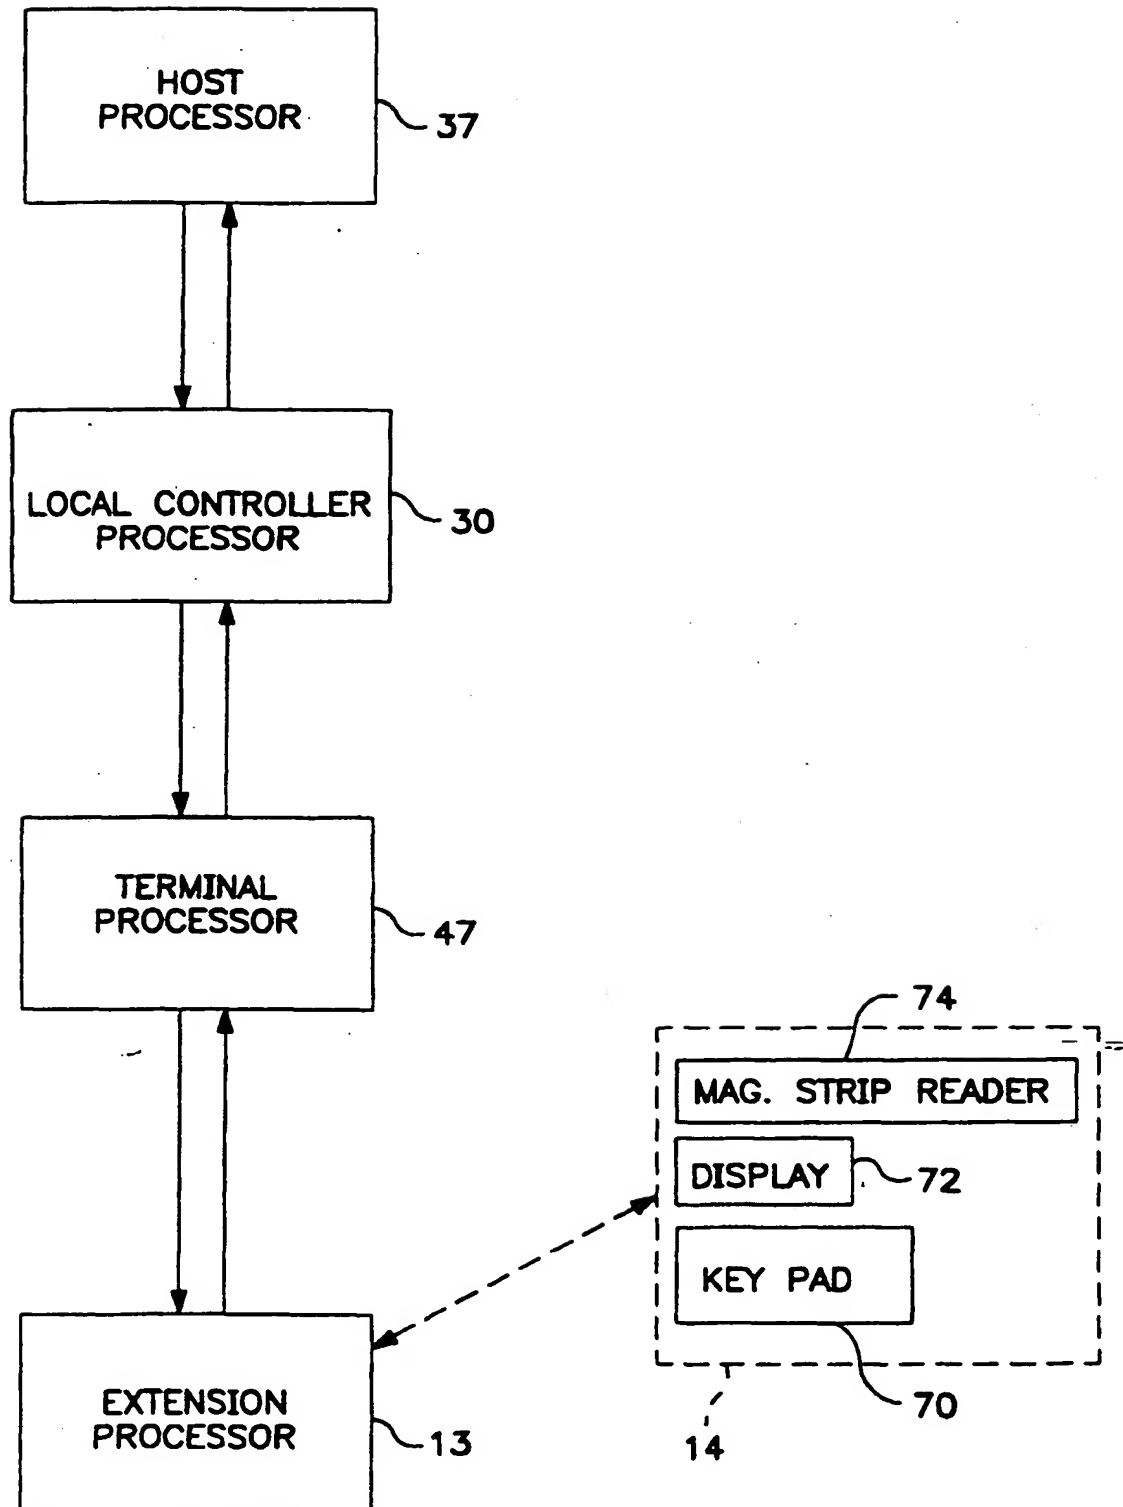 HOST
PROCESSOR
37
LOCAL CONTROLLER
PROCESSOR
30
TERMINAL
PROCESSOR
47
74
MAG. STRIP READER
DISPLAY
72
KEY PAD
70
14
EXTENSION
PROCESSOR
13